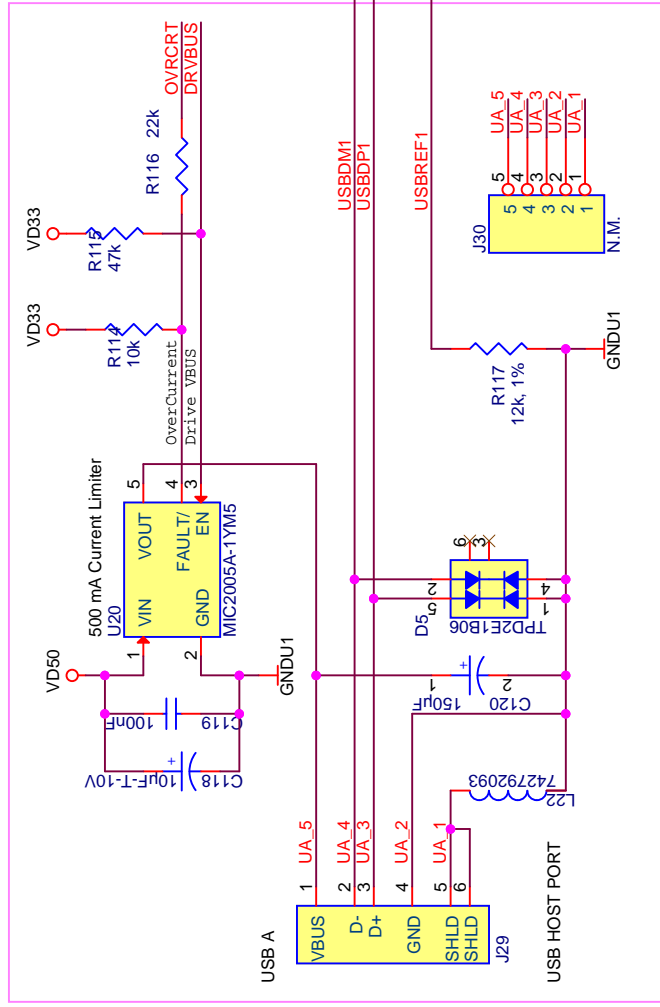 OVRCRT
DRVBUS
22k
R116
VD33
R115
47k
VD33
R114
10k
OverCurrent
Drive VBUS
500 mA Current Limiter
U20
5
4
3
VOUT
FAULT/
EN
VIN
GND
MIC2005A-1YM5
1
2
VD50
GNDU1
100nF
C119
10µF-T-10V
C118
+
USBDM1
USBDP1
USBREF1
UA_5
UA_4
UA_3
UA_2
UA_1
5
4
3
2
1
5
4
3
2
1
J30
N.M.
R117
12k, 1%
GNDU1
D5
2
5
6
3
4
1
TPD2E1B06
1
+
2
150µF
C120
742792093
L22
UA_5
UA_4
UA_3
UA_2
UA_1
1
2
3
4
5
6
USB A
VBUS
D-
D+
GND
SHLD
SHLD
J29
USB HOST PORT